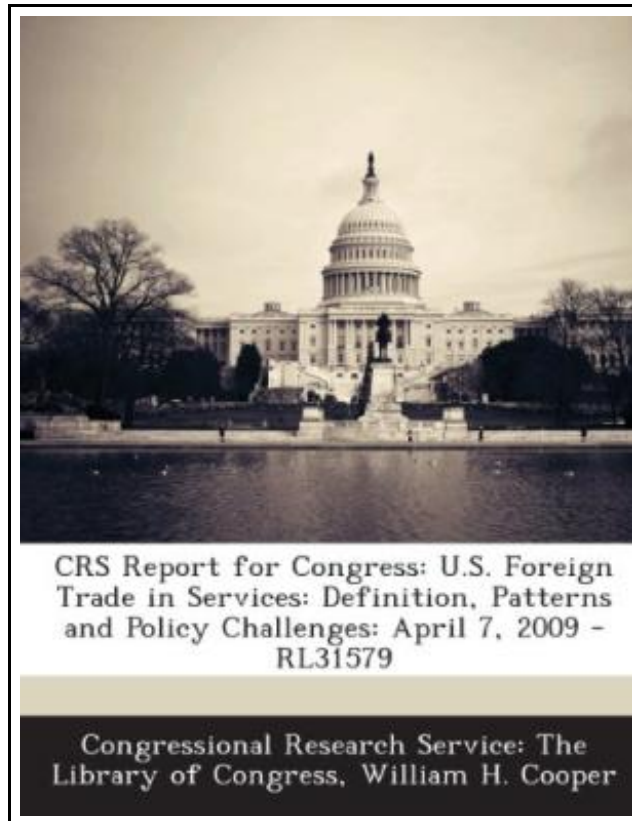 CRS Report for Congress: U.S. Foreign
Trade in Services: Definition, Patterns
and Policy Challenges: April 7, 2009 -
RL31579
Congressional Research Service: The
Library of Congress, William H. Cooper